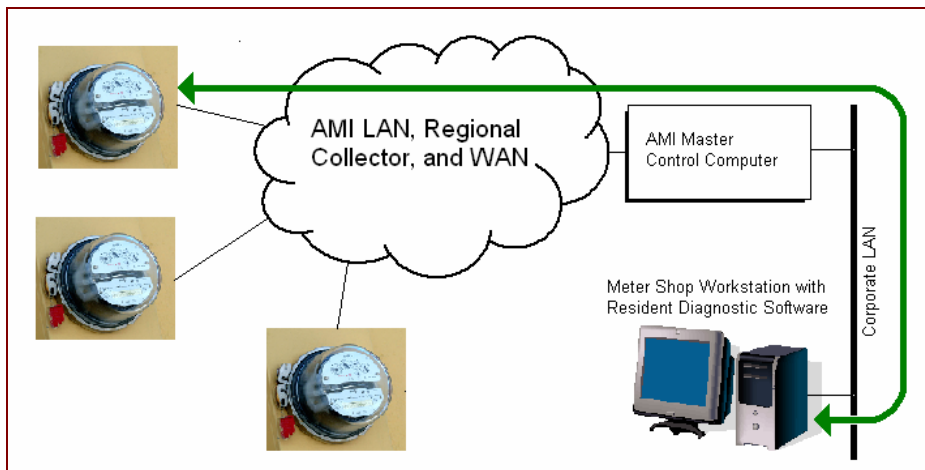 AMI LAN, Regional
Collector, and WAN
AMI Master
Control Computer
Corporate LAN
Meter Shop Workstation with
Resident Diagnostic Software